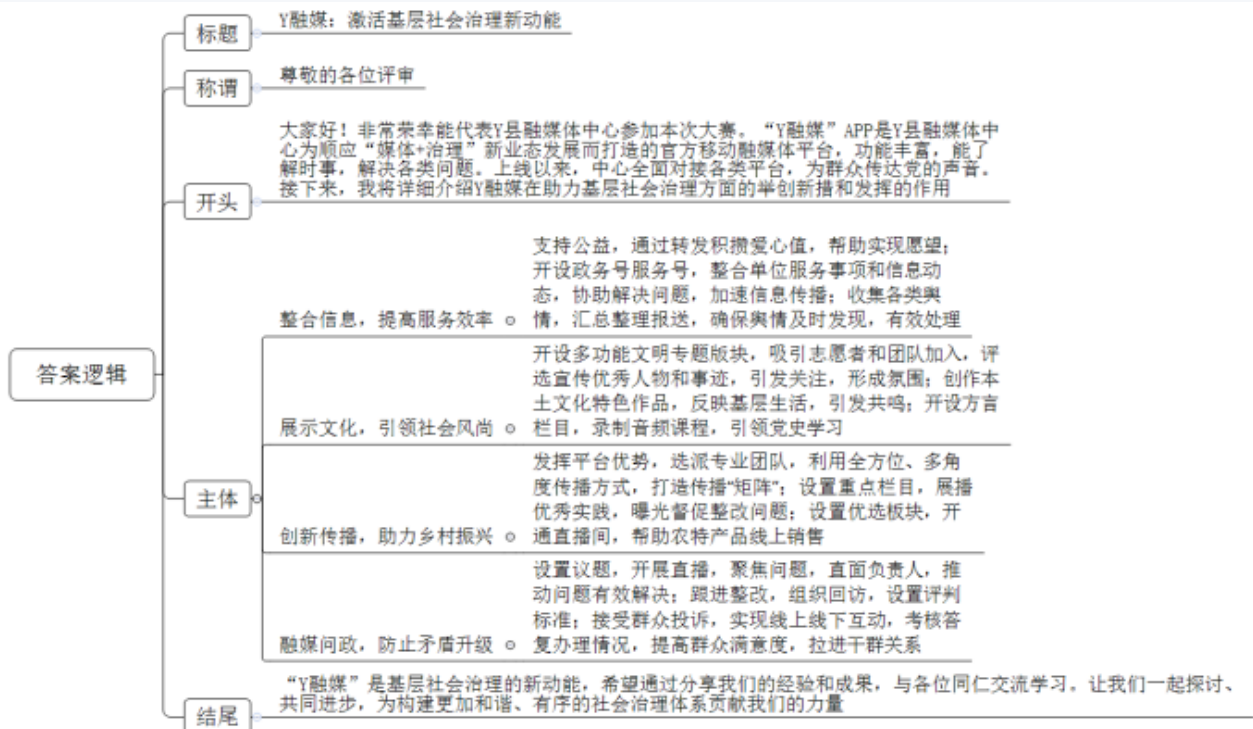 标题
Y融媒：激活基层社会治理新动能
称谓
尊敬的各位评审
开头
大家好！非常荣幸能代表Y县融媒体中心参加本次大赛。“Y融媒”APP是Y县融媒体中
心为顺应“媒体+治理”新业态发展而打造的官方移动融媒体平台，功能丰富，能了
解时事，解决各类问题。上线以来，中心全面对接各类平台，为群众传达党的声音。
接下来，我将详细介绍Y融媒在助力基层社会治理方面的举创新措和发挥的作用
答案逻辑
主体
整合信息，提高服务效率
支持公益，通过转发积攒爱心值，帮助实现愿望；
开设政务号服务号，整合单位服务事项和信息动
态，协助解决问题，加速信息传播；收集各类舆
情，汇总整理报送，确保舆情及时发现，有效处理
展示文化，引领社会风尚
开设多功能文明专题版块，吸引志愿者和团队加入，评
选宣传优秀人物和事迹，引发关注，形成氛围；创作本
土文化特色作品，反映基层生活，引发共鸣；开设方言
栏目，录制音频课程，引领党史学习
创新传播，助力乡村振兴
发挥平台优势，选派专业团队，利用全方位、多角
度传播方式，打造传播“矩阵”；设置重点栏目，展播
优秀实践，曝光督促整改问题；设置优选板块，开
通直播间，帮助农特产品线上销售
融媒问政，防止矛盾升级
设置议题，开展直播，聚焦问题，直面负责人，推
动问题有效解决；跟进整改，组织回访，设置评判
标准；接受群众投诉，实现线上线下互动，考核答
复办理情况，提高群众满意度，拉进干群关系
结尾
“Y融媒”是基层社会治理的新动能，希望通过分享我们的经验和成果，与各位同仁交流学习。让我们一起探讨、
共同进步，为构建更加和谐、有序的社会治理体系贡献我们的力量